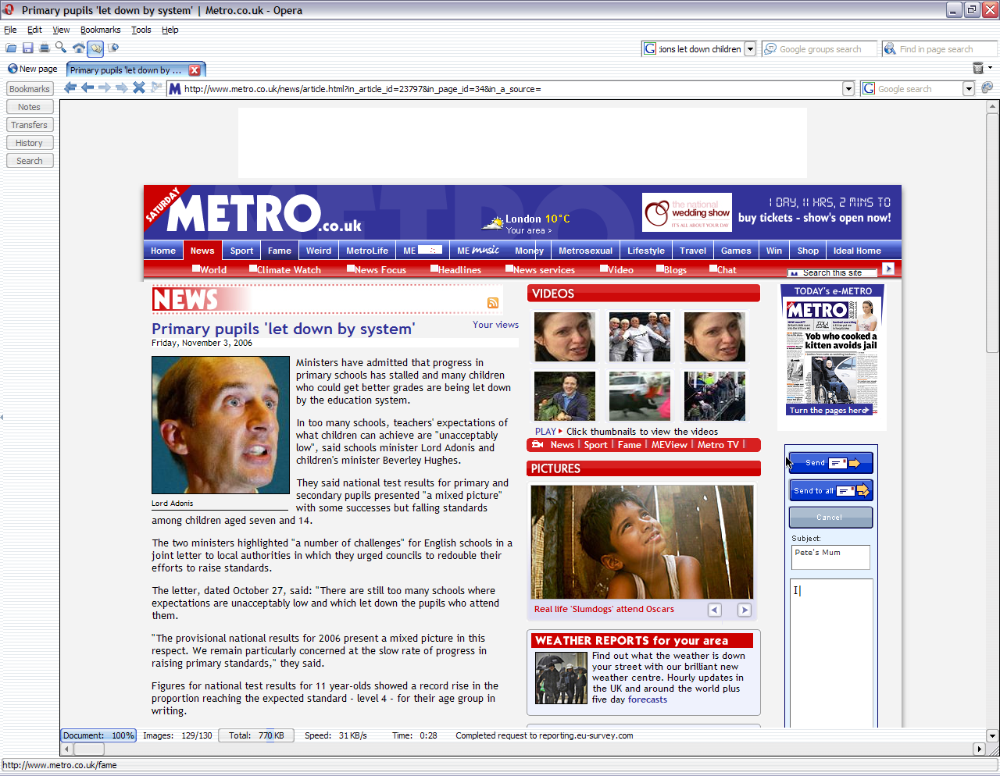 Primary pupils 'let down by system' | Metro.co.uk - Opera
File Edit View Bookmarks Tools Help
ions let down children
Google groups search
Find in page search
New page
Primary pupils 'let down by ...
Bookmarks
http://www.metro.co.uk/news/article.html?in_article_id=23797&in_page_id=34&in_a_source=
Google search
Notes
Transfers
History
Search
SATURDAY
METRO.co.uk
London 10°C
Your area >
the national
wedding show
IT'S ALL ABOUT YOUR DAY
1 DAY, 11 HRS, 2 MINS TO
buy tickets - show's open now!
Home News Sport Fame Weird MetroLife ME ME music Money Metrosexual Lifestyle Travel Games Win Shop Ideal Home
World Climate Watch News Focus Headlines News services Video Blogs Chat
Search this site
NEWS
Primary pupils 'let down by system'
Your views
Friday, November 3, 2006
Ministers have admitted that progress in
primary schools has stalled and many children
who could get better grades are being let down
by the education system.
In too many schools, teachers' expectations of
what children can achieve are "unacceptably
low", said schools minister Lord Adonis and
children's minister Beverley Hughes.
They said national test results for primary and
secondary pupils presented "a mixed picture"
with some successes but falling standards
among children aged seven and 14.
Lord Adonis
The two ministers highlighted "a number of challenges" for English schools in a
joint letter to local authorities in which they urged councils to redouble their
efforts to raise standards.
The letter, dated October 27, said: "There are still too many schools where
expectations are unacceptably low and which let down the pupils who attend
them.
"The provisional national results for 2006 present a mixed picture in this
respect. We remain particularly concerned at the slow rate of progress in
raising primary standards," they said.
Figures for national test results for 11 year-olds showed a record rise in the
proportion reaching the expected standard - level 4 - for their age group in
writing.
VIDEOS
PLAY Click thumbnails to view the videos
News | Sport | Fame | MEView | Metro TV |
PICTURES
Real life 'Slumdogs' attend Oscars
WEATHER REPORTS for your area
Find out what the weather is down
your street with our brilliant new
weather centre. Hourly updates in
the UK and around the world plus
five day forecasts
TODAY's e-METRO
METRO
Yob who cooked a
kitten avoids jail
Turn the pages here
Send
Send to all
Cancel
Subject:
Pete's Mum
I
Document: 100% Images: 129/130 Total: 770 KB Speed: 31 KB/s Time: 0:28 Completed request to reporting.eu-survey.com
http://www.metro.co.uk/fame